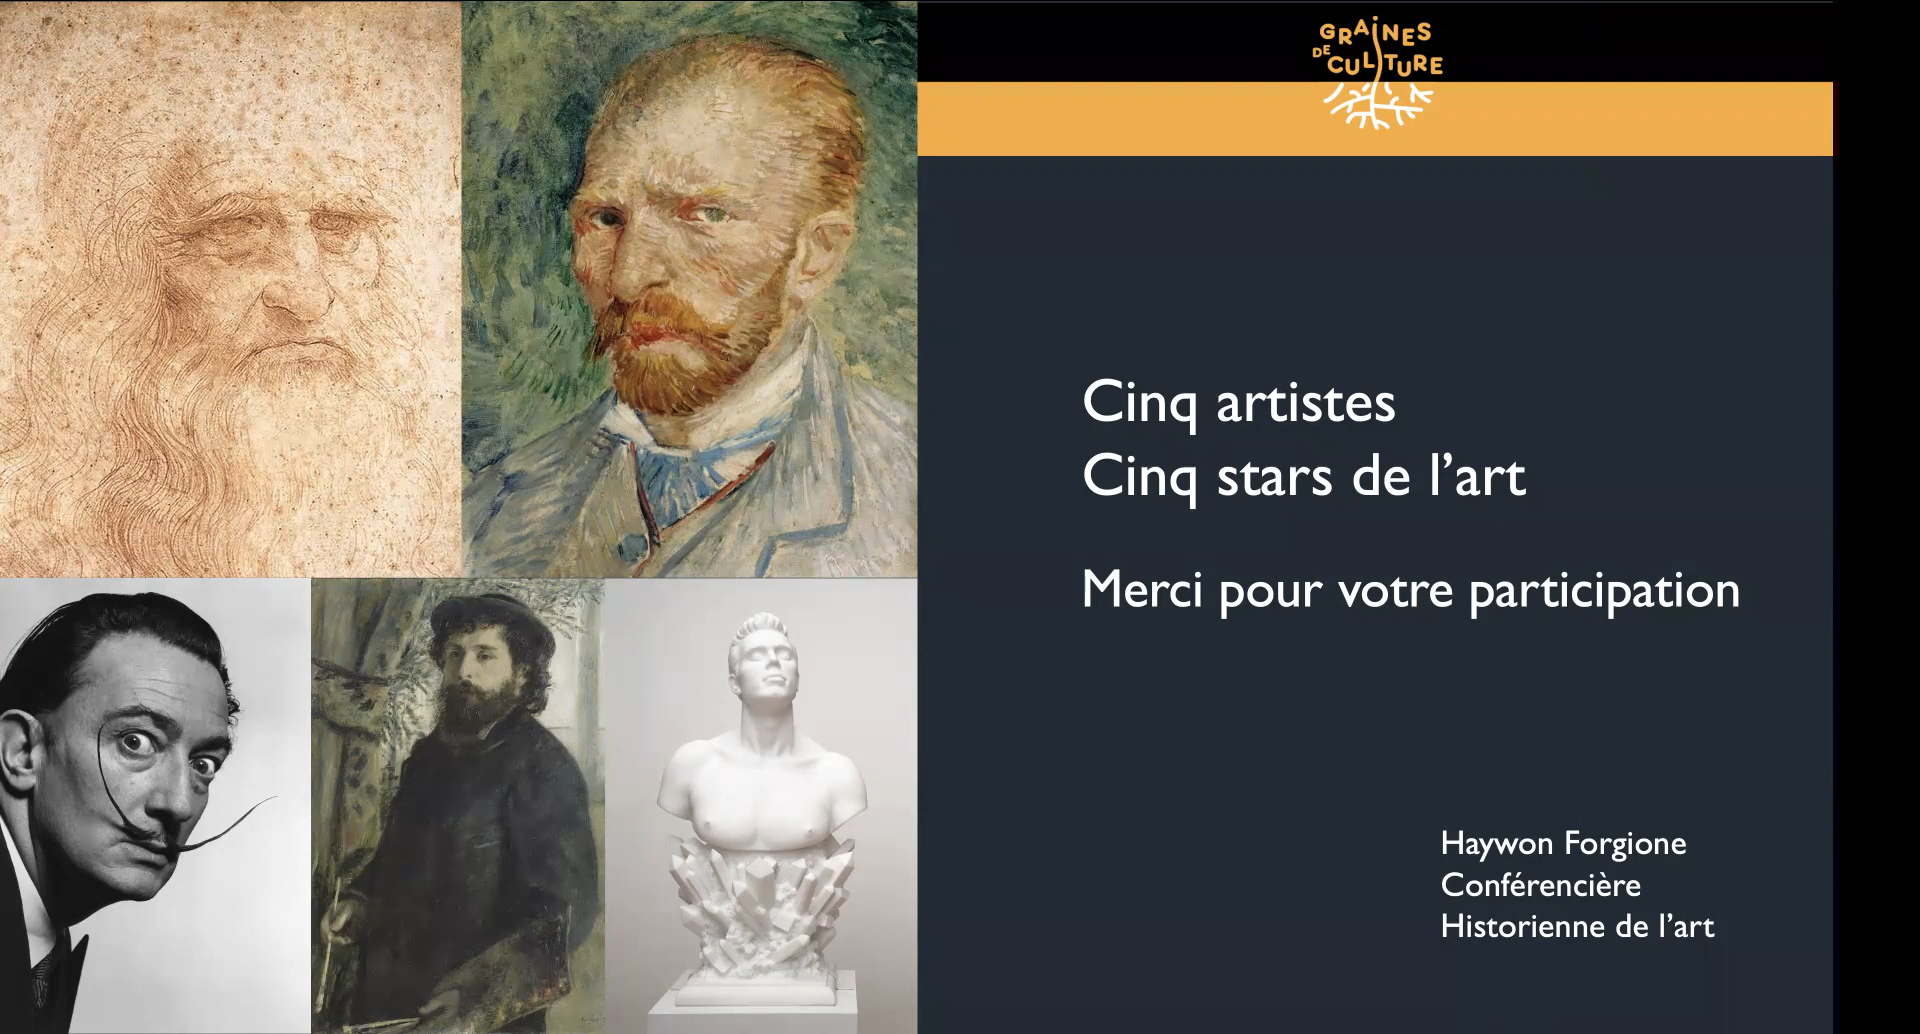 GRAINES
DE CULTURE
Cinq artistes
Cinq stars de l’art
Merci pour votre participation
Haywon Forgione
Conférencière
Historienne de l’art